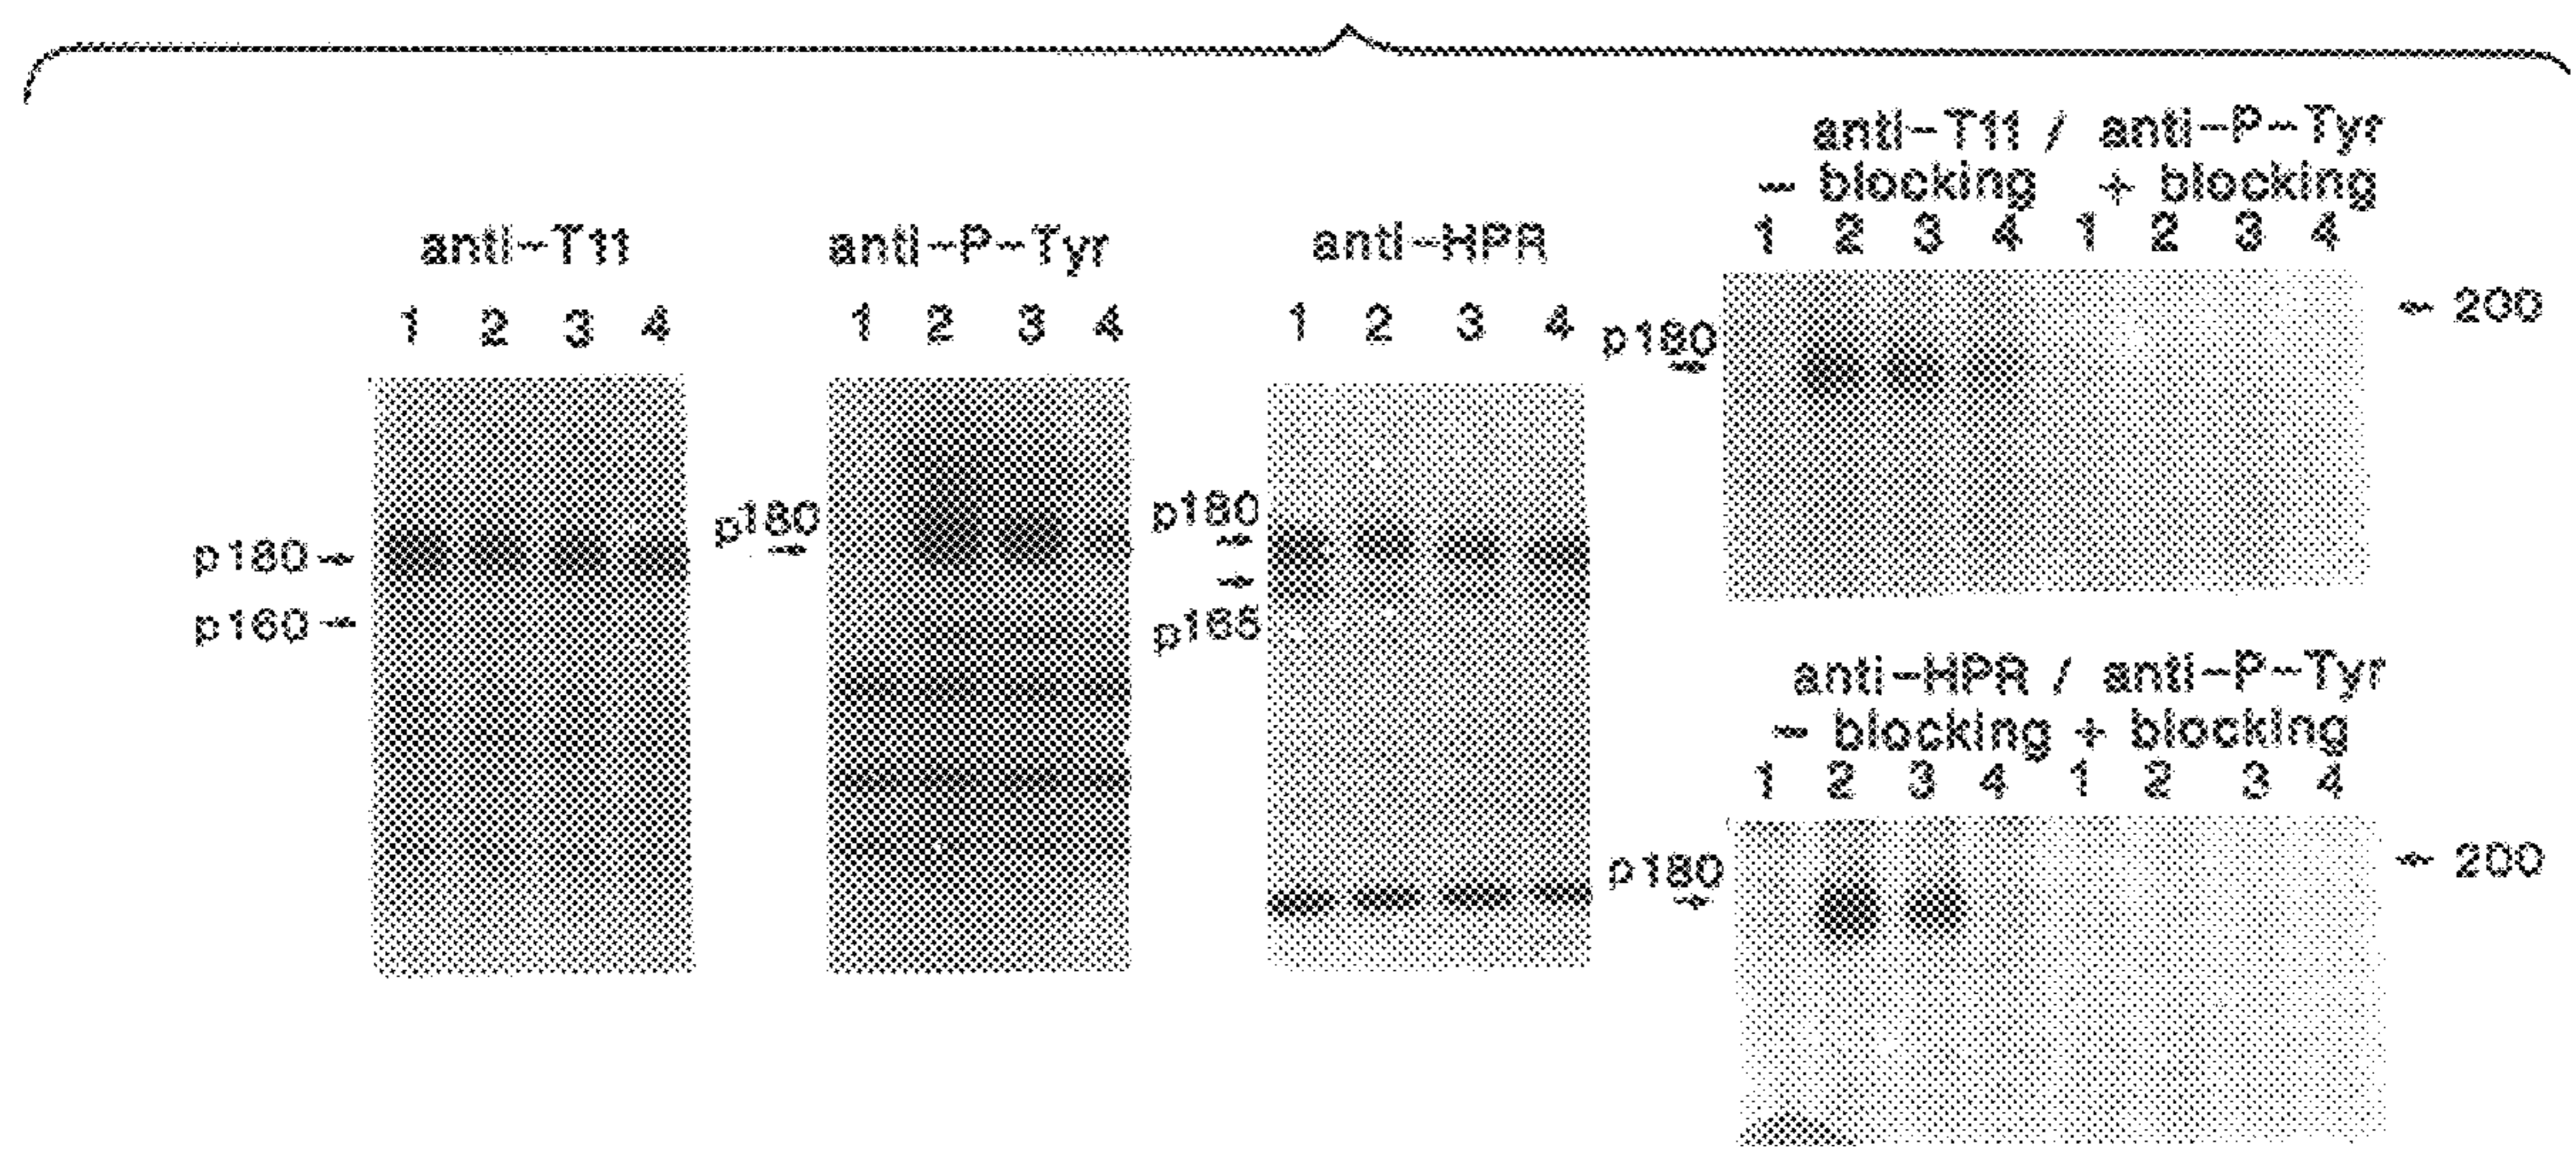 anti-T11
1 2 3 4
p180
p160
anti-P-Tyr
1 2 3 4
p180
anti-HPR
1 2 3 4
p180
p165
anti-T11 / anti-P-Tyr
- blocking + blocking
1 2 3 4 1 2 3 4
p180
200
anti-HPR / anti-P-Tyr
- blocking + blocking
1 2 3 4 1 2 3 4
p180
200